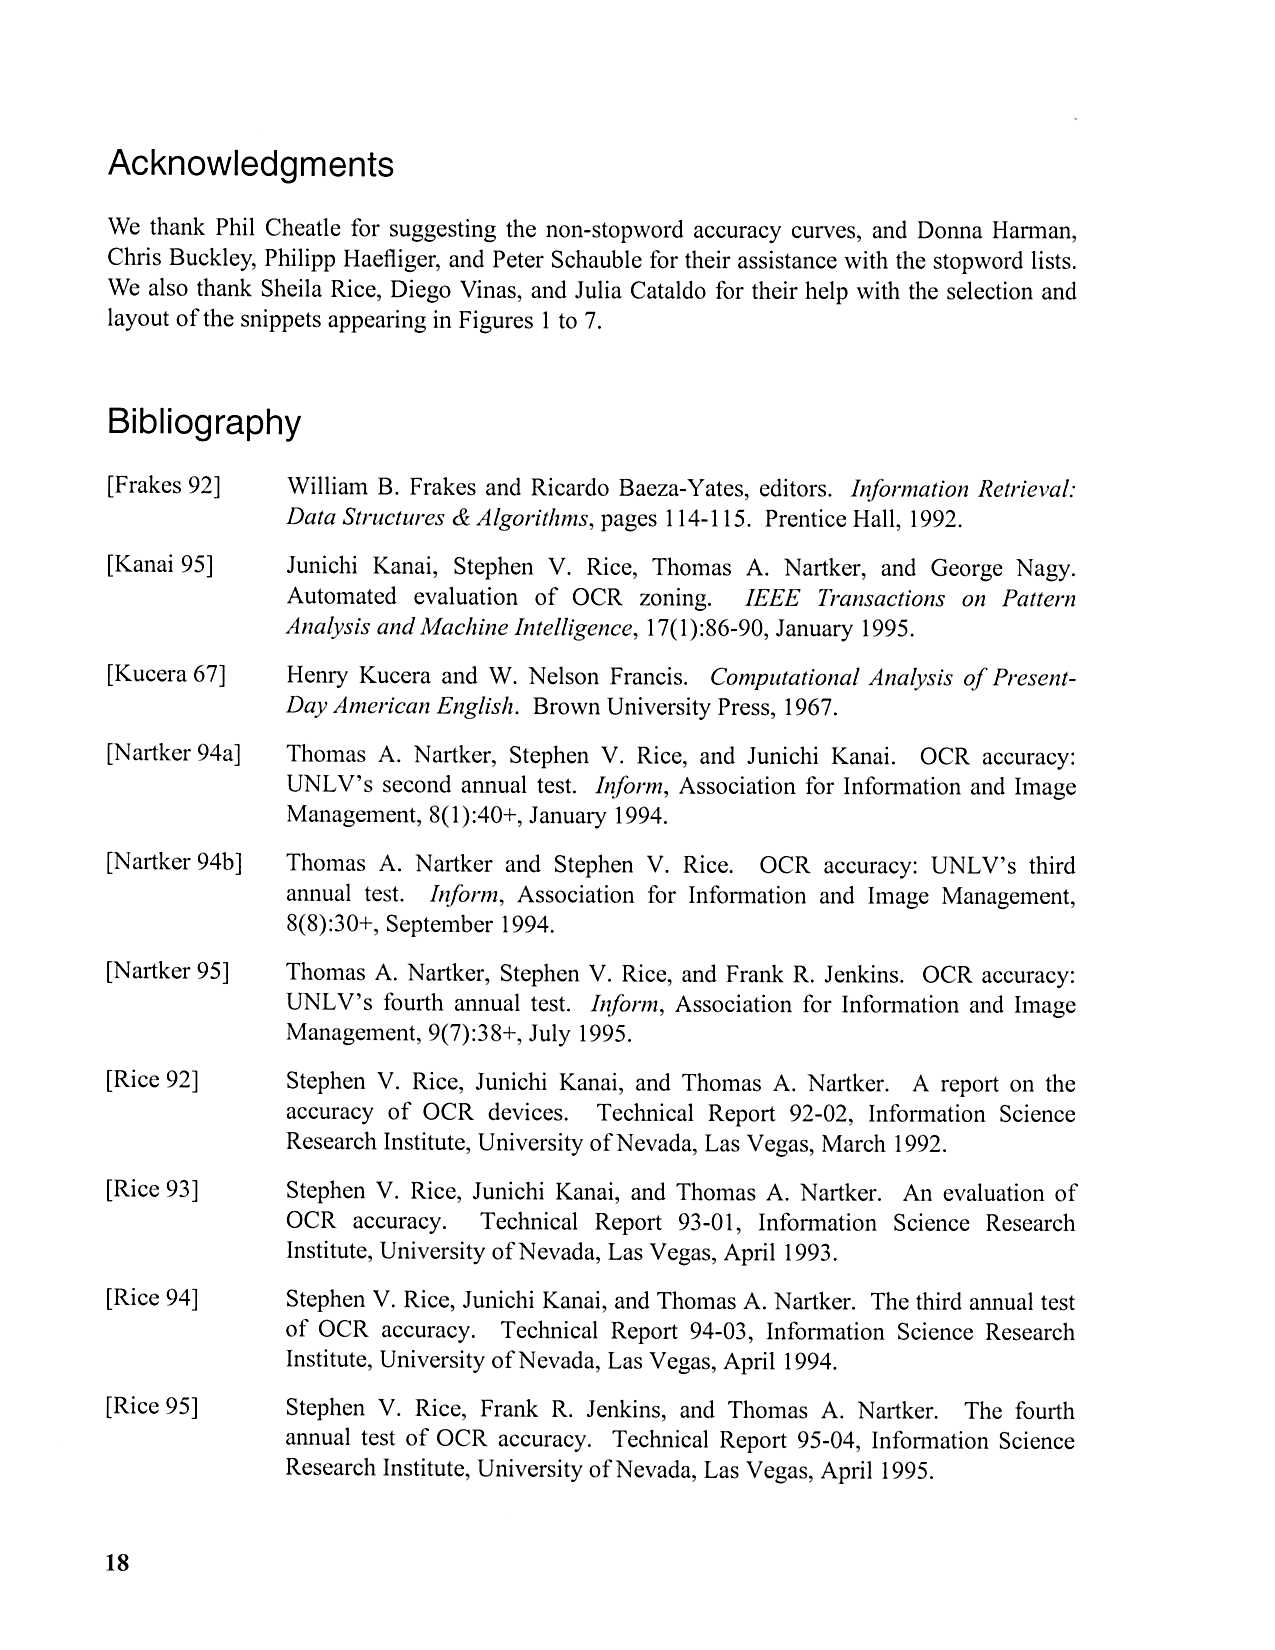 Acknowledgments
We thank Phil Cheatle for suggesting the non-stopword accuracy curves, and Donna Harman,
Chris Buckley, Philipp Haefliger, and Peter Schauble for their assistance with the stopword lists.
We also thank Sheila Rice, Diego Vinas, and Julia Cataldo for their help with the selection and
layout of the snippets appearing in Figures 1 to 7.
Bibliography
[Frakes 92] William B. Frakes and Ricardo Baeza-Yates, editors. Information Retrieval:
Data Structures & Algorithms, pages 114-115. Prentice Hall, 1992.
[Kanai 95] Junichi Kanai, Stephen V. Rice, Thomas A. Nartker, and George Nagy.
Automated evaluation of OCR zoning. IEEE Transactions on Pattern
Analysis and Machine Intelligence, 17(1):86-90, January 1995.
[Kucera 67] Henry Kucera and W. Nelson Francis. Computational Analysis of Present-
Day American English. Brown University Press, 1967.
[Nartker 94a] Thomas A. Nartker, Stephen V. Rice, and Junichi Kanai. OCR accuracy:
UNLV's second annual test. Inform, Association for Information and Image
Management, 8(1):40+, January 1994.
[Nartker 94b] Thomas A. Nartker and Stephen V. Rice. OCR accuracy: UNLV's third
annual test. Inform, Association for Information and Image Management,
8(8):30+, September 1994.
[Nartker 95] Thomas A. Nartker, Stephen V. Rice, and Frank R. Jenkins. OCR accuracy:
UNLV's fourth annual test. Inform, Association for Information and Image
Management, 9(7):38+, July 1995.
[Rice 92] Stephen V. Rice, Junichi Kanai, and Thomas A. Nartker. A report on the
accuracy of OCR devices. Technical Report 92-02, Information Science
Research Institute, University of Nevada, Las Vegas, March 1992.
[Rice 93] Stephen V. Rice, Junichi Kanai, and Thomas A. Nartker. An evaluation of
OCR accuracy. Technical Report 93-01, Information Science Research
Institute, University of Nevada, Las Vegas, April 1993.
[Rice 94] Stephen V. Rice, Junichi Kanai, and Thomas A. Nartker. The third annual test
of OCR accuracy. Technical Report 94-03, Information Science Research
Institute, University of Nevada, Las Vegas, April 1994.
[Rice 95] Stephen V. Rice, Frank R. Jenkins, and Thomas A. Nartker. The fourth
annual test of OCR accuracy. Technical Report 95-04, Information Science
Research Institute, University of Nevada, Las Vegas, April 1995.
18